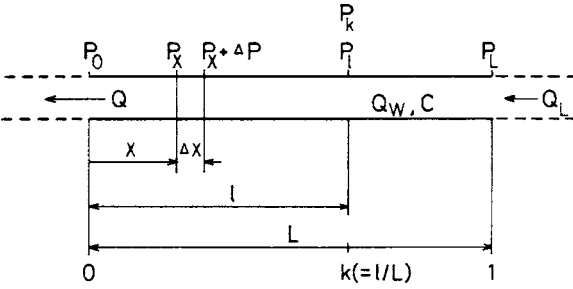 P_k
P_0 P_X P_X + ΔP P_l P_L
Q Q_W, C Q_L
X ΔX
l
L
0 k(=l/L) 1